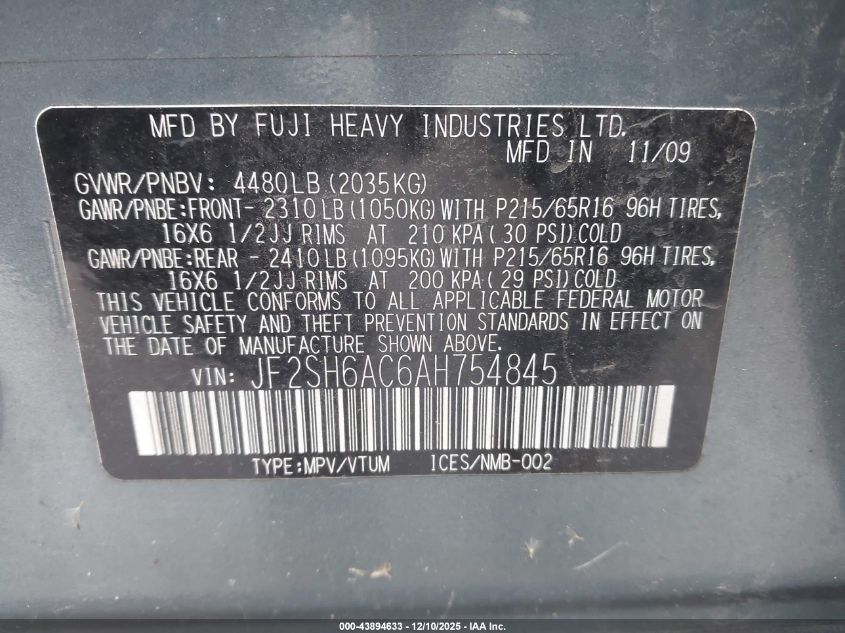 MFD BY FUJI HEAVY INDUSTRIES LTD.
MFD IN 11/09
GVWR/PNBV: 4480LB (2035KG)
GAWR/PNBE:FRONT- 2310 LB (1050KG) WITH P215/65R16 96H TIRES,
16X6 1/2JJ RIMS AT 210 KPA ( 30 PSI) COLD
GAWR/PNBE:REAR - 2410 LB (1095KG) WITH P215/65R16 96H TIRES,
16X6 1/2JJ RIMS AT 200 KPA ( 29 PSI) COLD
THIS VEHICLE CONFORMS TO ALL APPLICABLE FEDERAL MOTOR
VEHICLE SAFETY AND THEFT PREVENTION STANDARDS IN EFFECT ON
THE DATE OF MANUFACTURE SHOWN ABOVE.
VIN: JF2SH6AC6AH754845
TYPE:MPV/VTUM ICES/NMB-002
000-43894633 - 12/10/2025 - IAA Inc.